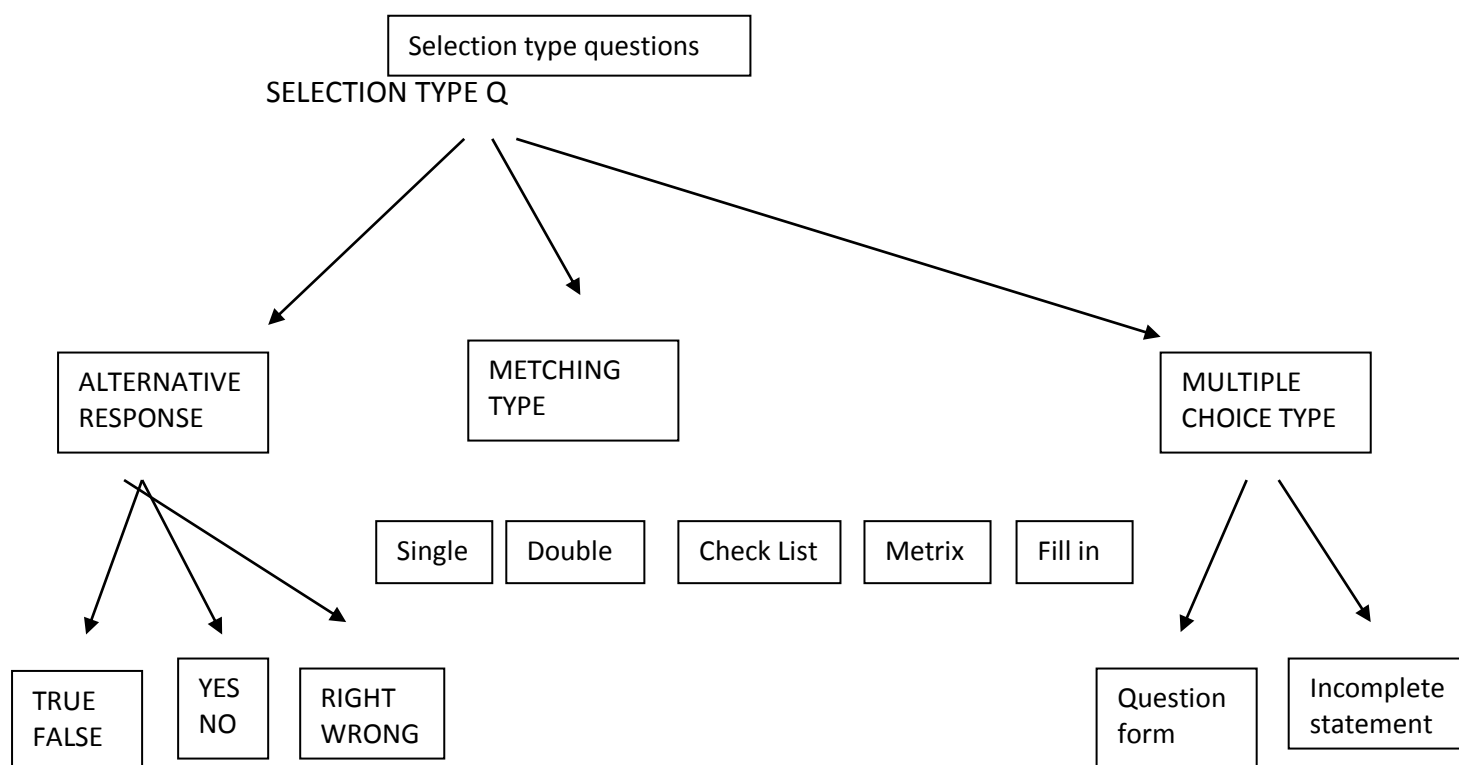 Selection type questions
SELECTION TYPE Q
ALTERNATIVE
RESPONSE
METCHING
TYPE
MULTIPLE
CHOICE TYPE
Single
Double
Check List
Metrix
Fill in
TRUE
FALSE
YES
NO
RIGHT
WRONG
Question
form
Incomplete
statement